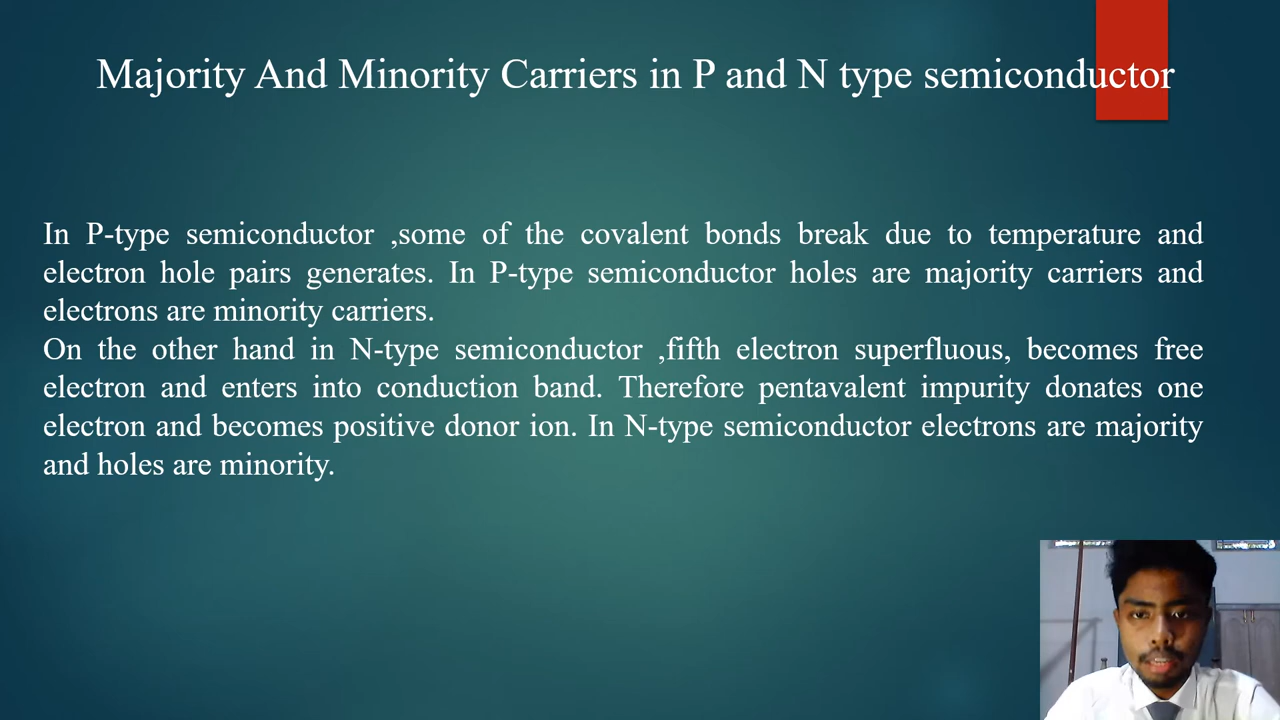 Majority And Minority Carriers in P and N type semiconductor
In P-type semiconductor ,some of the covalent bonds break due to temperature and
electron hole pairs generates. In P-type semiconductor holes are majority carriers and
electrons are minority carriers.
On the other hand in N-type semiconductor ,fifth electron superfluous, becomes free
electron and enters into conduction band. Therefore pentavalent impurity donates one
electron and becomes positive donor ion. In N-type semiconductor electrons are majority
and holes are minority.